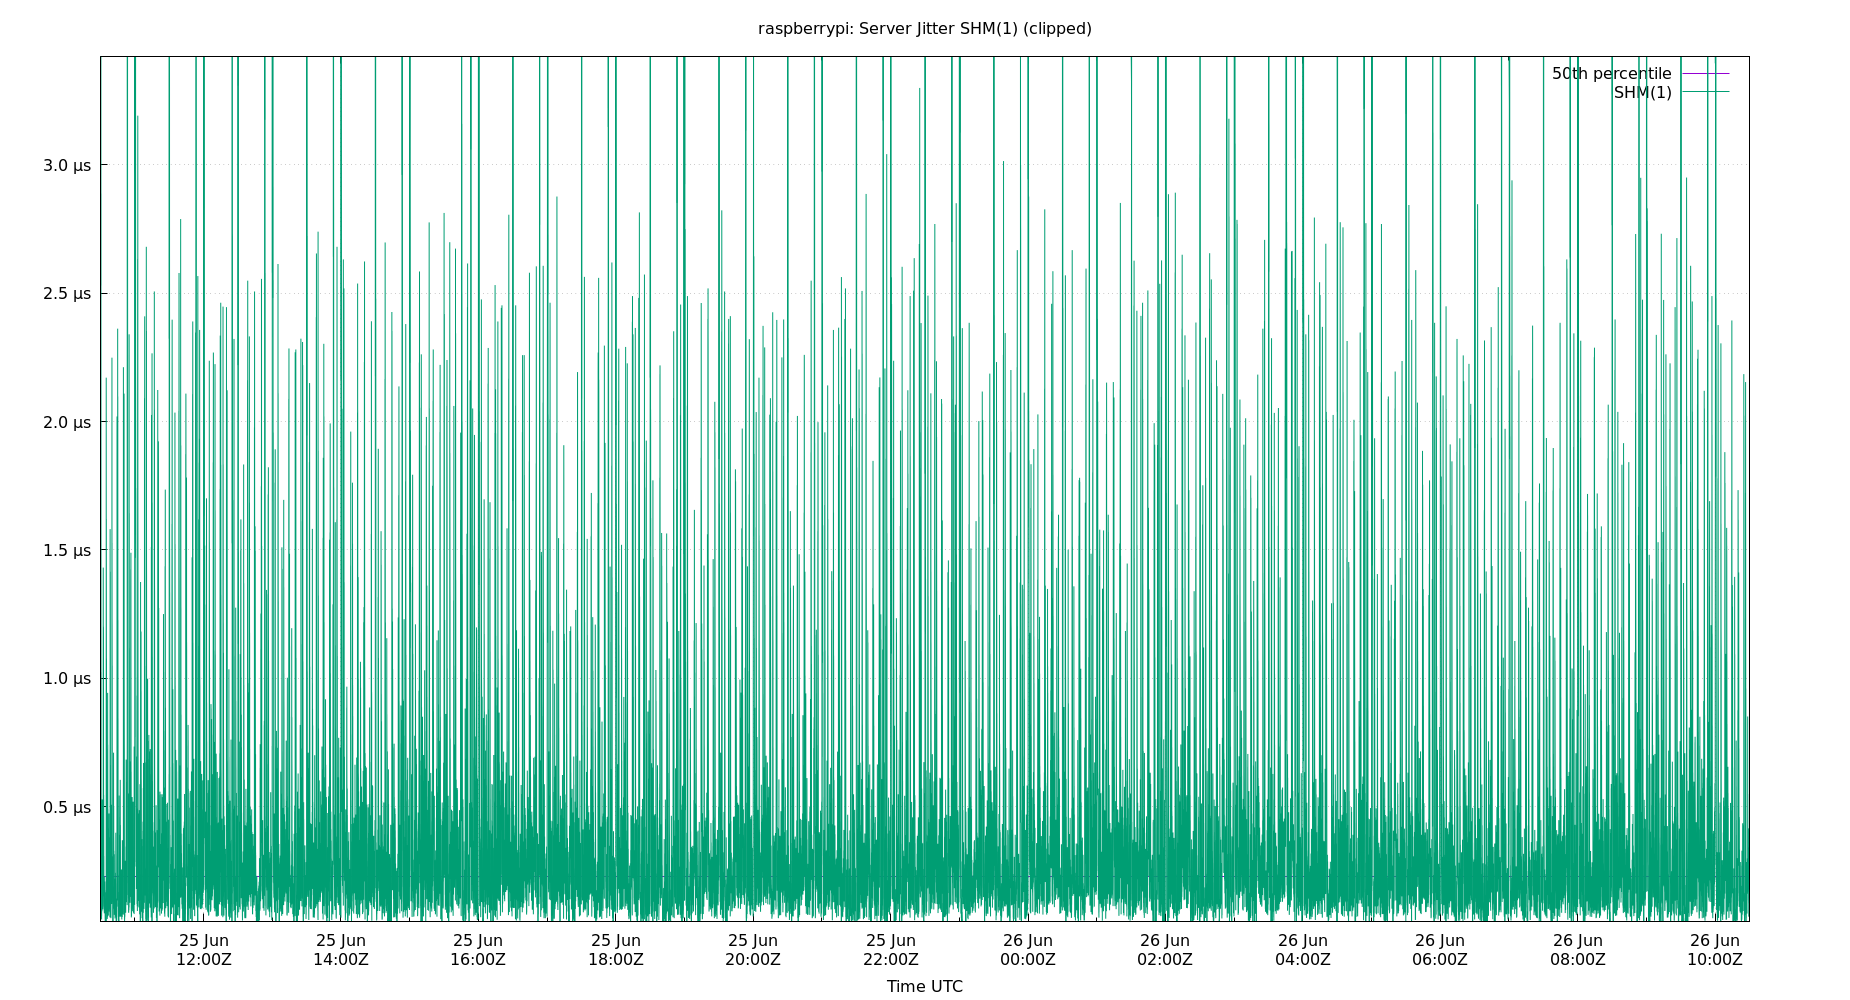 raspberrypi: Server Jitter SHM(1) (clipped)
50th percentile
SHM(1)
3.0 µs
2.5 µs
2.0 µs
1.5 µs
1.0 µs
0.5 µs
25 Jun 25 Jun 25 Jun 25 Jun 25 Jun 25 Jun 26 Jun 26 Jun 26 Jun 26 Jun 26 Jun 26 Jun
12:00Z 14:00Z 16:00Z 18:00Z 20:00Z 22:00Z 00:00Z 02:00Z 04:00Z 06:00Z 08:00Z 10:00Z
Time UTC